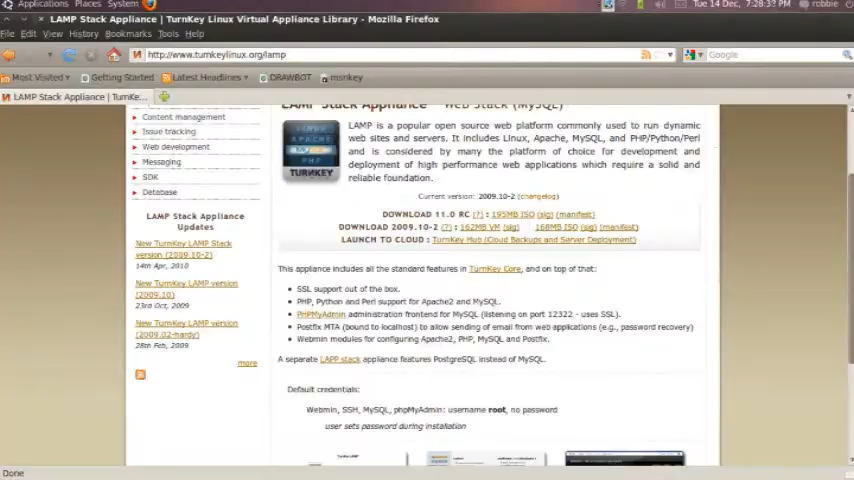 Applications Places System
Tue 14 Dec, 7:28:33 PM
robbie
LAMP Stack Appliance | TurnKey Linux Virtual Appliance Library - Mozilla Firefox
File Edit View History Bookmarks Tools Help
http://www.turnkeylinux.org/lamp
Google
Most Visited
Getting Started
Latest Headlines
DRAWBOT
msnkey
LAMP Stack Appliance | TurnKe...
Content management
Issue tracking
Web development
Messaging
SDK
Database
LAMP Stack Appliance
Updates
New TurnKey LAMP Stack
version (2009.10-2)
14th Apr, 2010
New TurnKey LAMP version
(2009.10)
23rd Oct, 2009
New TurnKey LAMP version
(2009.02-hardy)
28th Feb, 2009
more
LAMP Stack Appliance - Web Stack (MySQL)
LINUX
APACHE
PHP
TURNKEY
LAMP is a popular open source web platform commonly used to run dynamic
web sites and servers. It includes Linux, Apache, MySQL, and PHP/Python/Perl
and is considered by many the platform of choice for development and
deployment of high performance web applications which require a solid and
reliable foundation.
Current version: 2009.10-2 (changelog)
DOWNLOAD 11.0 RC (?) : 195MB ISO (sig) (manifest)
DOWNLOAD 2009.10-2 (?) : 162MB VM (sig) 168MB ISO (sig) (manifest)
LAUNCH TO CLOUD : TurnKey Hub (Cloud Backups and Server Deployment)
This appliance includes all the standard features in TurnKey Core, and on top of that:
SSL support out of the box.
PHP, Python and Perl support for Apache2 and MySQL.
PHPMyAdmin administration frontend for MySQL (listening on port 12322 - uses SSL).
Postfix MTA (bound to localhost) to allow sending of email from web applications (e.g., password recovery)
Webmin modules for configuring Apache2, PHP, MySQL and Postfix.
A separate LAPP stack appliance features PostgreSQL instead of MySQL.
Default credentials:
Webmin, SSH, MySQL, phpMyAdmin: username root, no password
user sets password during installation
Done